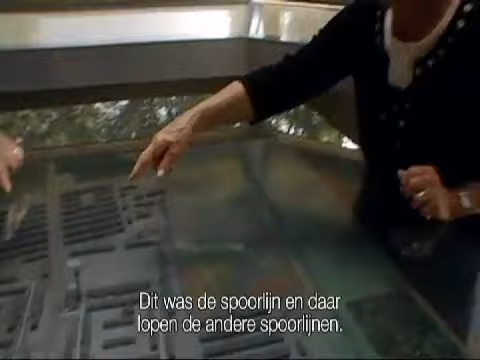 Dit was de spoorlijn en daar
lopen de andere spoorlijnen.